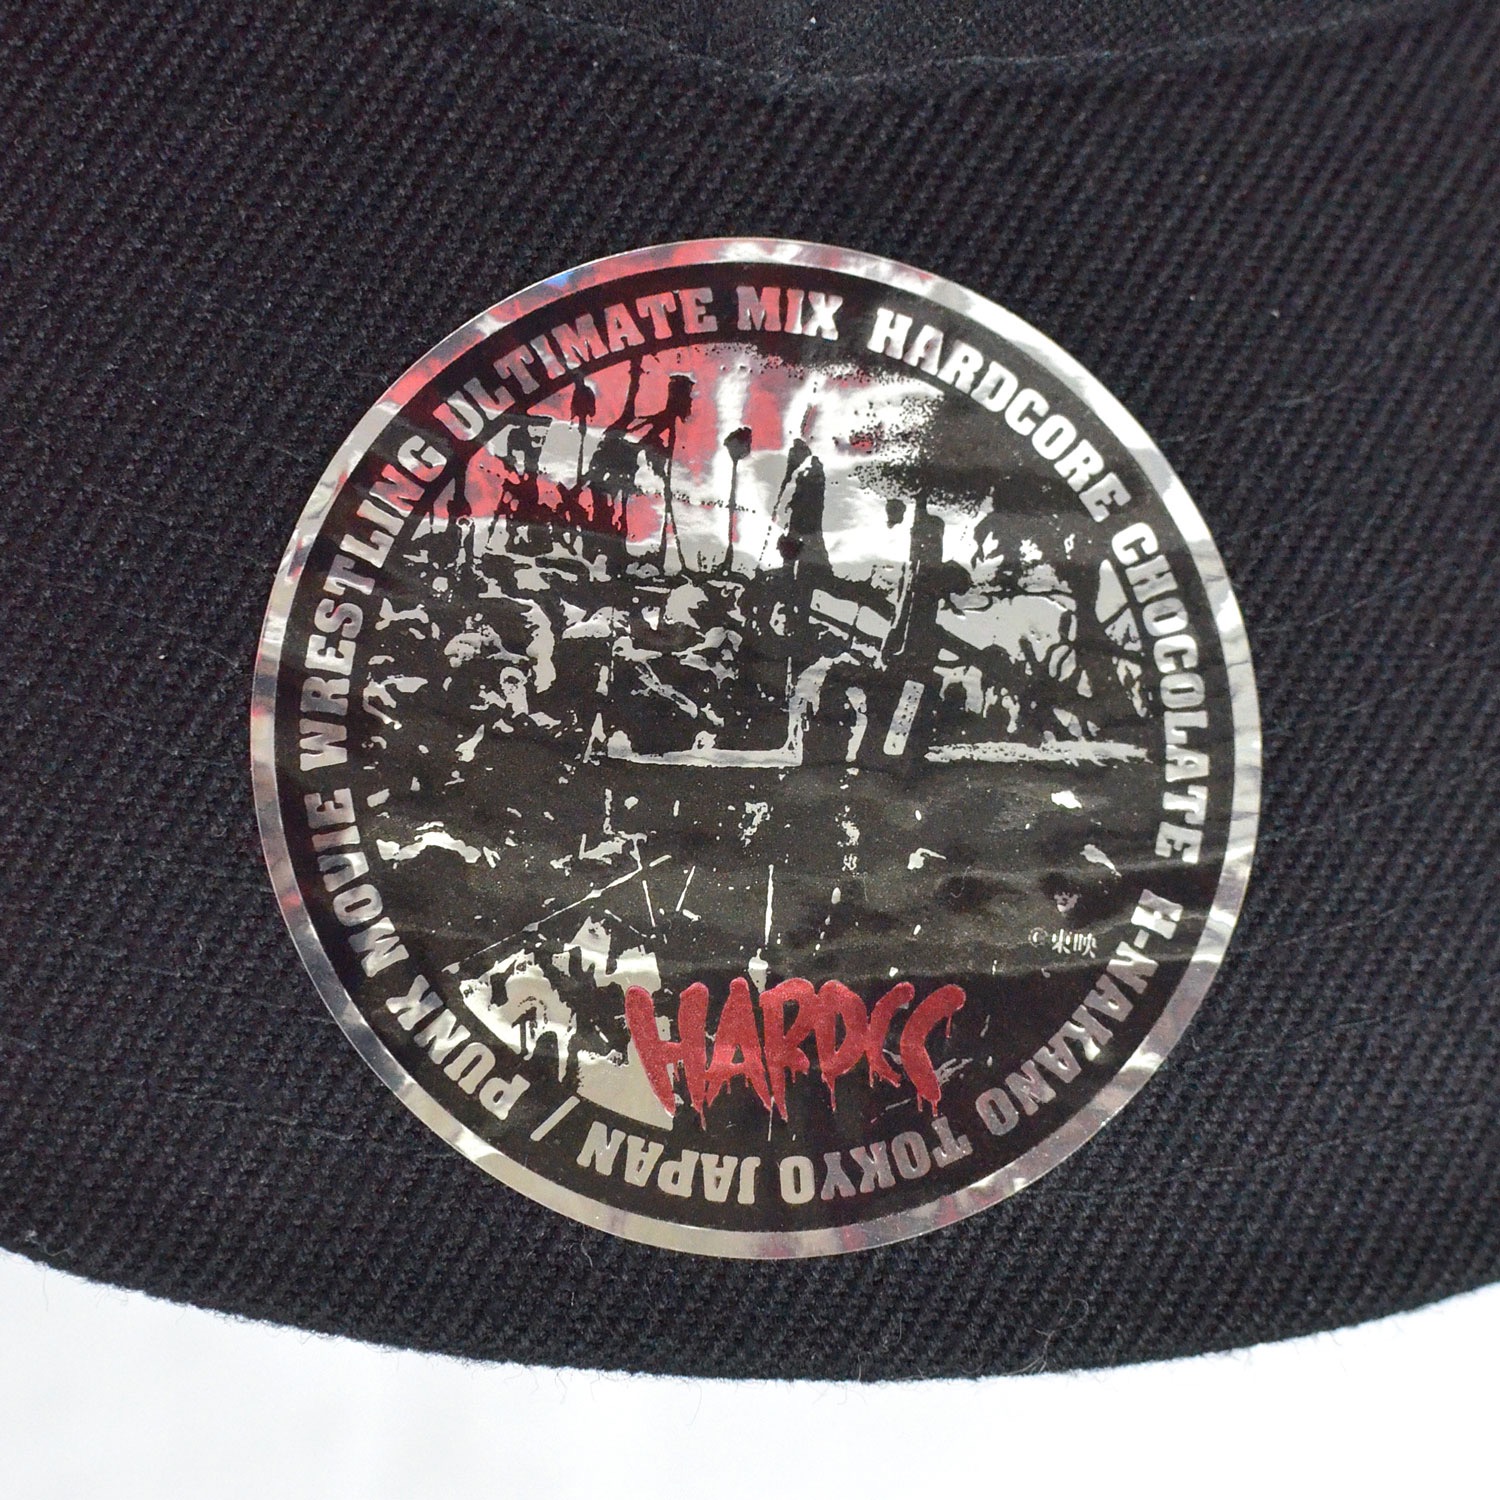 PUNK MOVIE WRESTLING ULTIMATE MIX HARDCORE CHOCOLATE H-NAKANO TOKYO JAPAN /
©東映
HARDCC